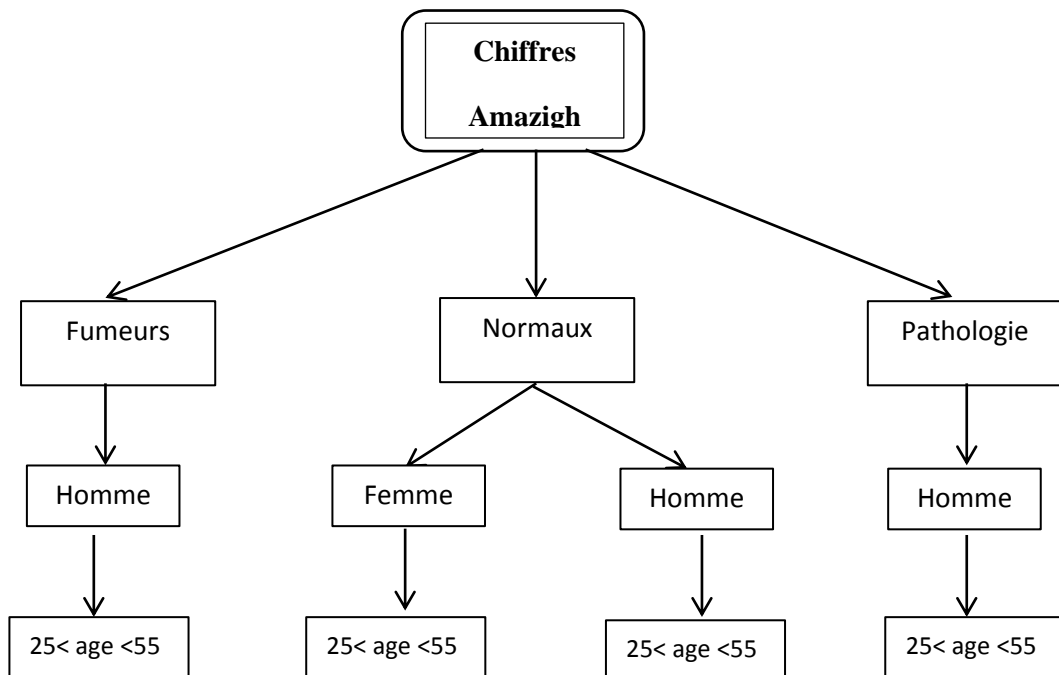 Chiffres
Amazigh
Fumeurs
Normaux
Pathologie
Homme
Femme
Homme
Homme
25< age <55
25< age <55
25< age <55
25< age <55